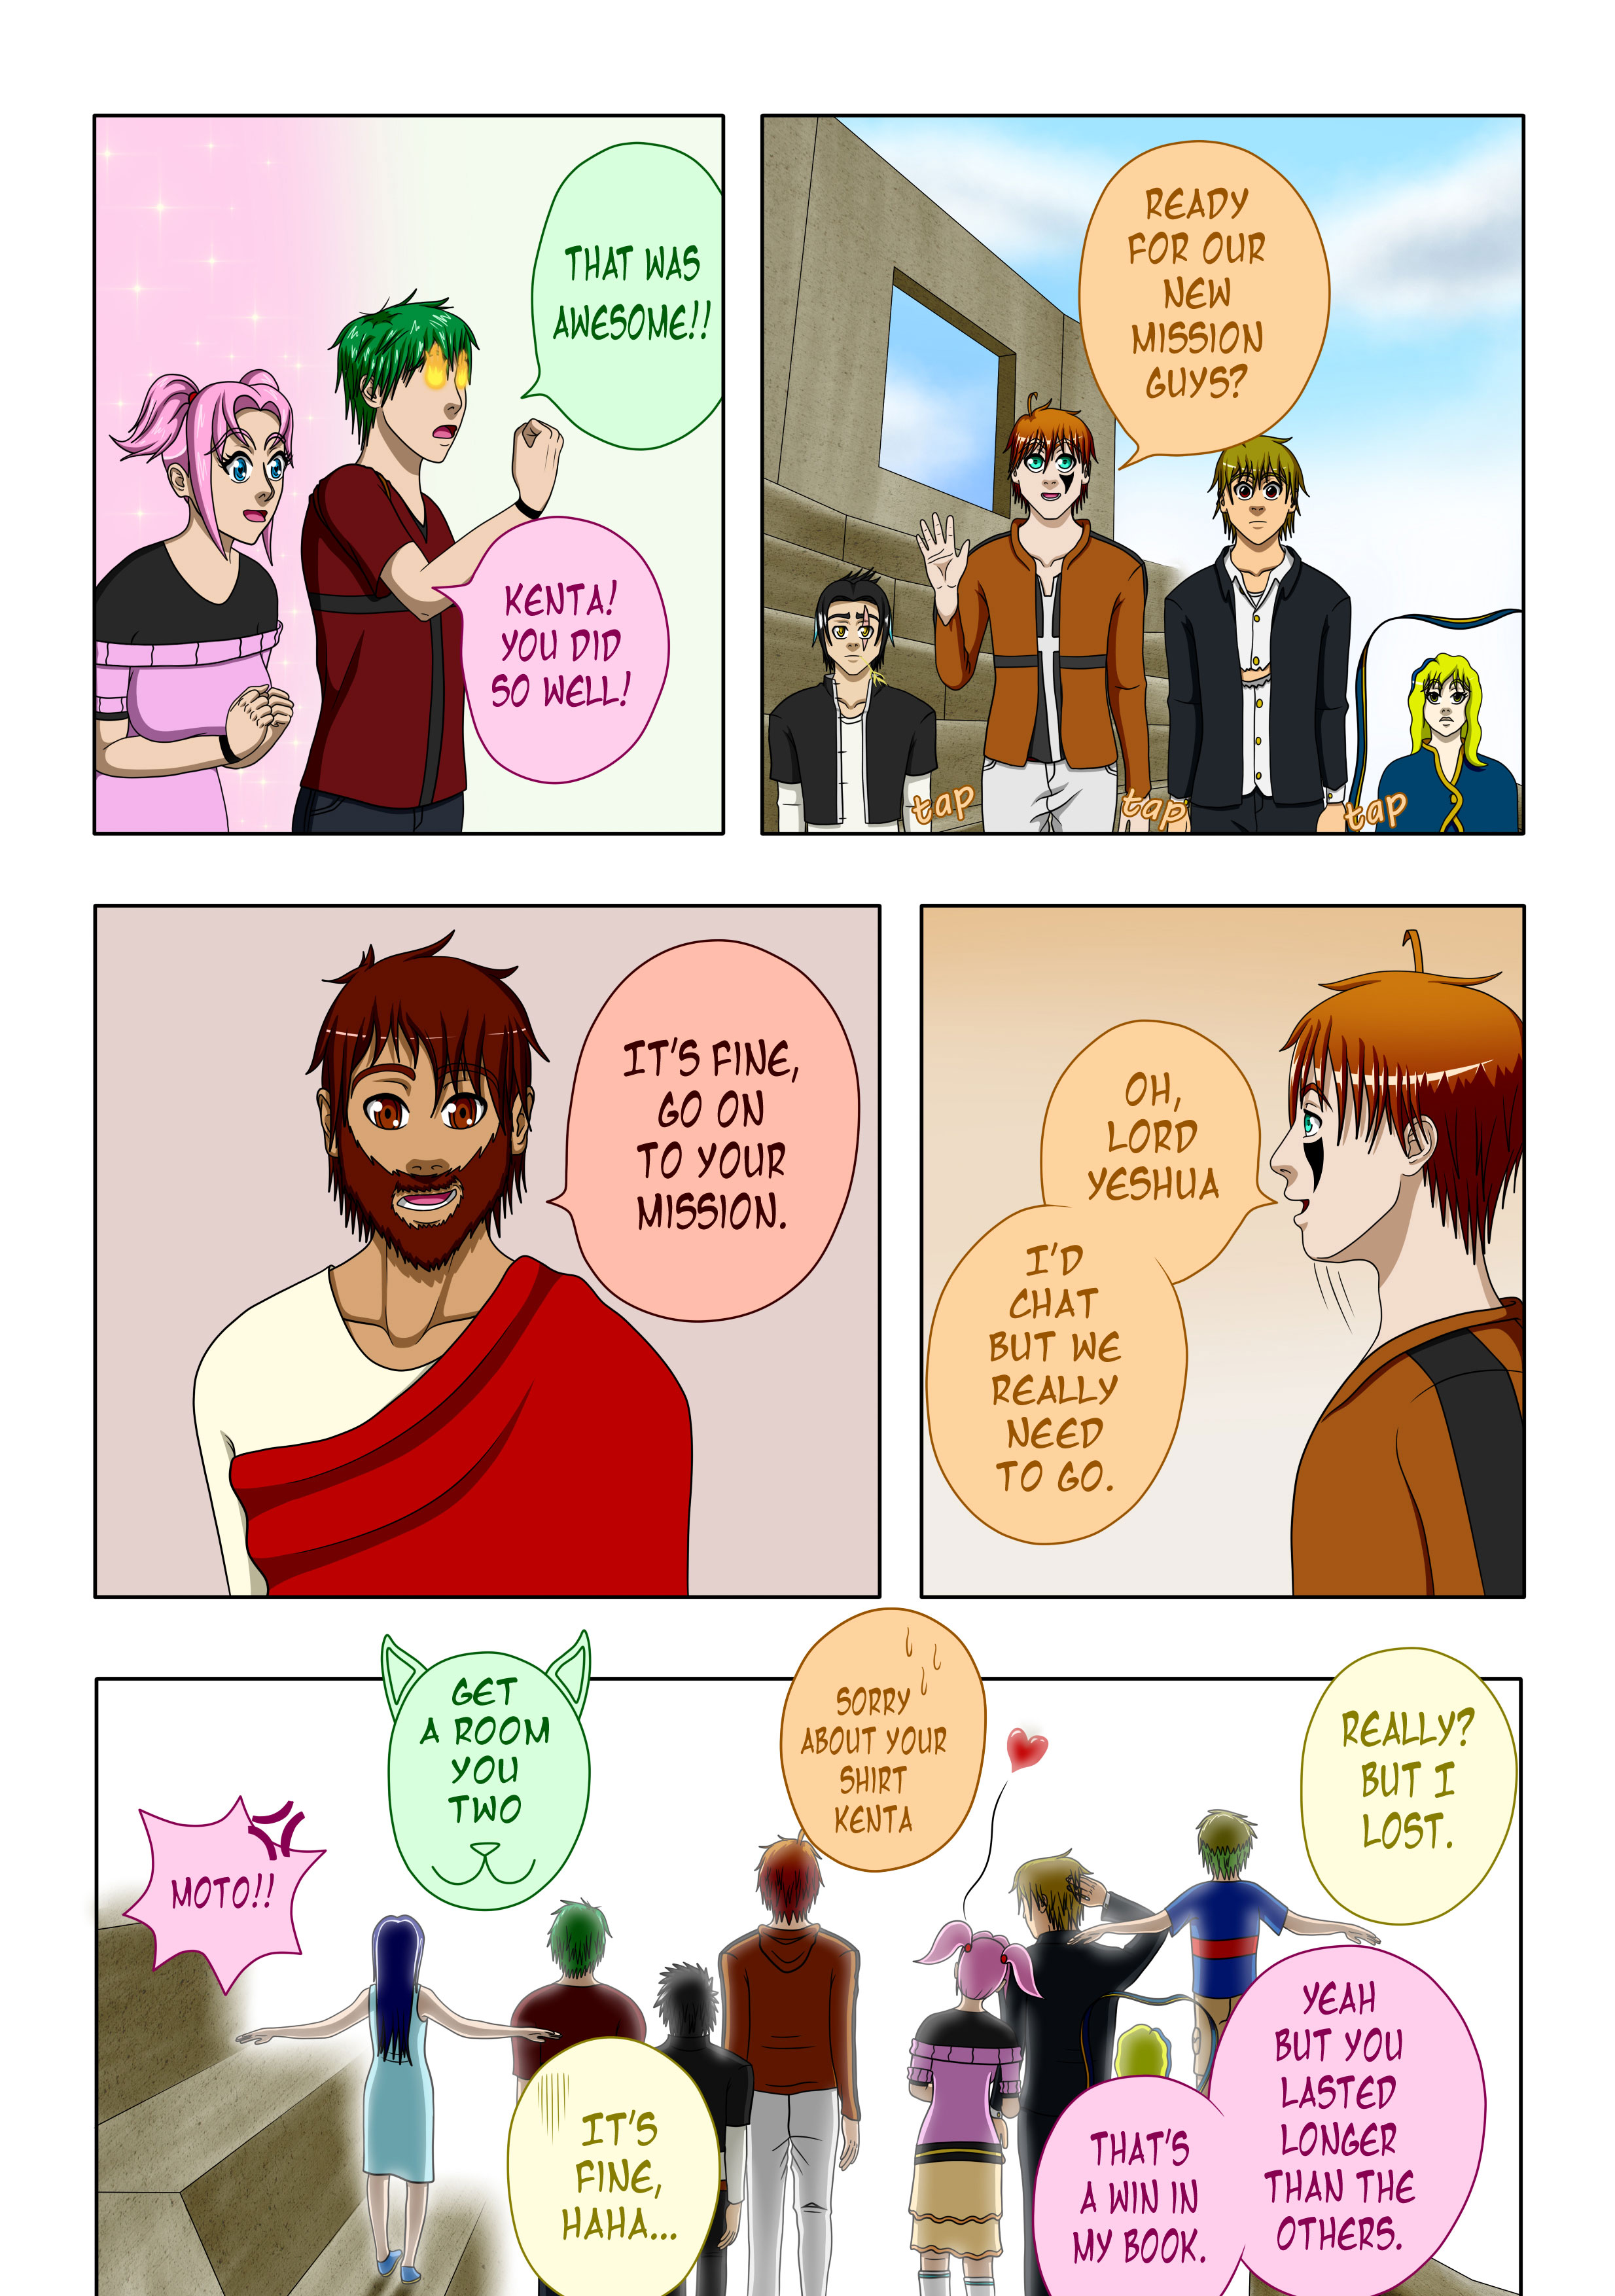 THAT WAS
AWESOME!!
KENTA!
YOU DID
SO WELL!
READY
FOR OUR
NEW
MISSION
GUYS?
tap
tap
tap
IT'S FINE,
GO ON
TO YOUR
MISSION.
OH,
LORD
YESHUA
I'D
CHAT
BUT WE
REALLY
NEED
TO GO.
MOTO!!
GET
A ROOM
YOU
TWO
SORRY
ABOUT YOUR
SHIRT
KENTA
IT'S
FINE,
HAHA...
REALLY?
BUT I
LOST.
YEAH
BUT YOU
LASTED
LONGER
THAN THE
OTHERS.
THAT'S
A WIN IN
MY BOOK.